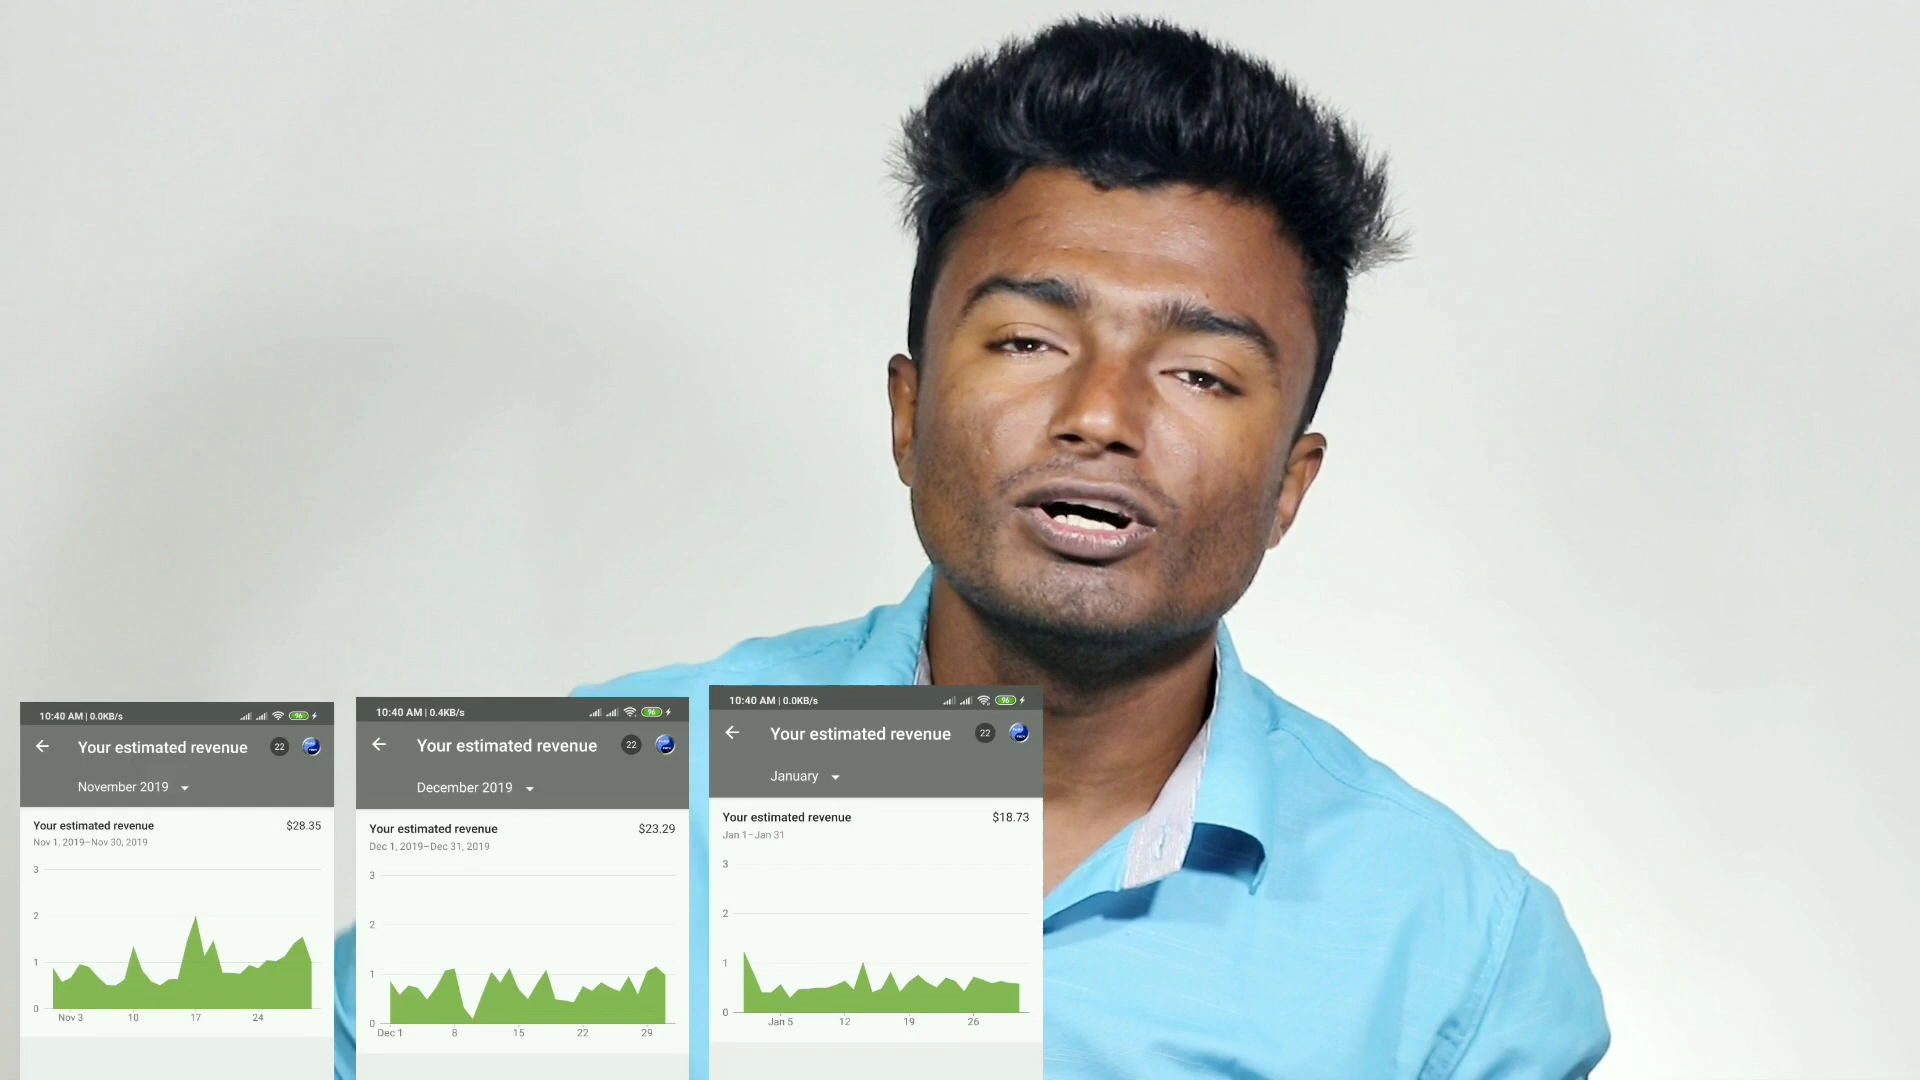 10:40 AM | 0.0KB/s
96
Your estimated revenue
22
November 2019
Your estimated revenue
$28.35
Nov 1, 2019–Nov 30, 2019
3
2
1
0
Nov 3
10
17
24
10:40 AM | 0.4KB/s
96
Your estimated revenue
22
December 2019
Your estimated revenue
$23.29
Dec 1, 2019–Dec 31, 2019
3
2
1
0
Dec 1
8
15
22
29
10:40 AM | 0.0KB/s
96
Your estimated revenue
22
January
Your estimated revenue
$18.73
Jan 1–Jan 31
3
2
1
0
Jan 5
12
19
26